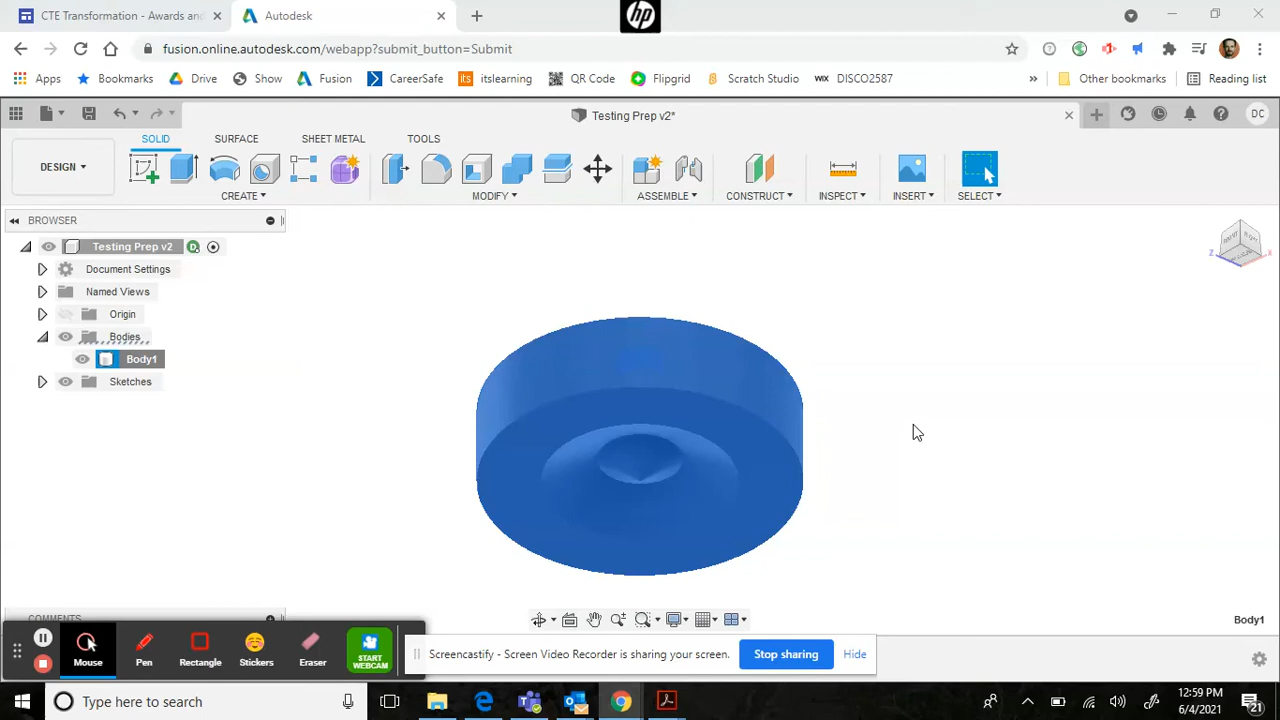 CTE Transformation - Awards and
Autodesk
hp
fusion.online.autodesk.com/webapp?submit_button=Submit
Apps
Bookmarks
Drive
Show
Fusion
CareerSafe
its
itslearning
QR Code
Flipgrid
Scratch Studio
WIX
DISCO2587
»
Other bookmarks
Reading list
Testing Prep v2*
DC
SOLID
SURFACE
SHEET METAL
TOOLS
DESIGN
CREATE
MODIFY
ASSEMBLE
CONSTRUCT
INSPECT
INSERT
SELECT
BROWSER
Testing Prep v2
Document Settings
Named Views
Origin
Bodies
Body1
Sketches
Z
X
COMMENTS
Body1
Mouse
Pen
Rectangle
Stickers
Eraser
START WEBCAM
Screencastify - Screen Video Recorder is sharing your screen.
Stop sharing
Hide
Type here to search
12:59 PM
6/4/2021
21